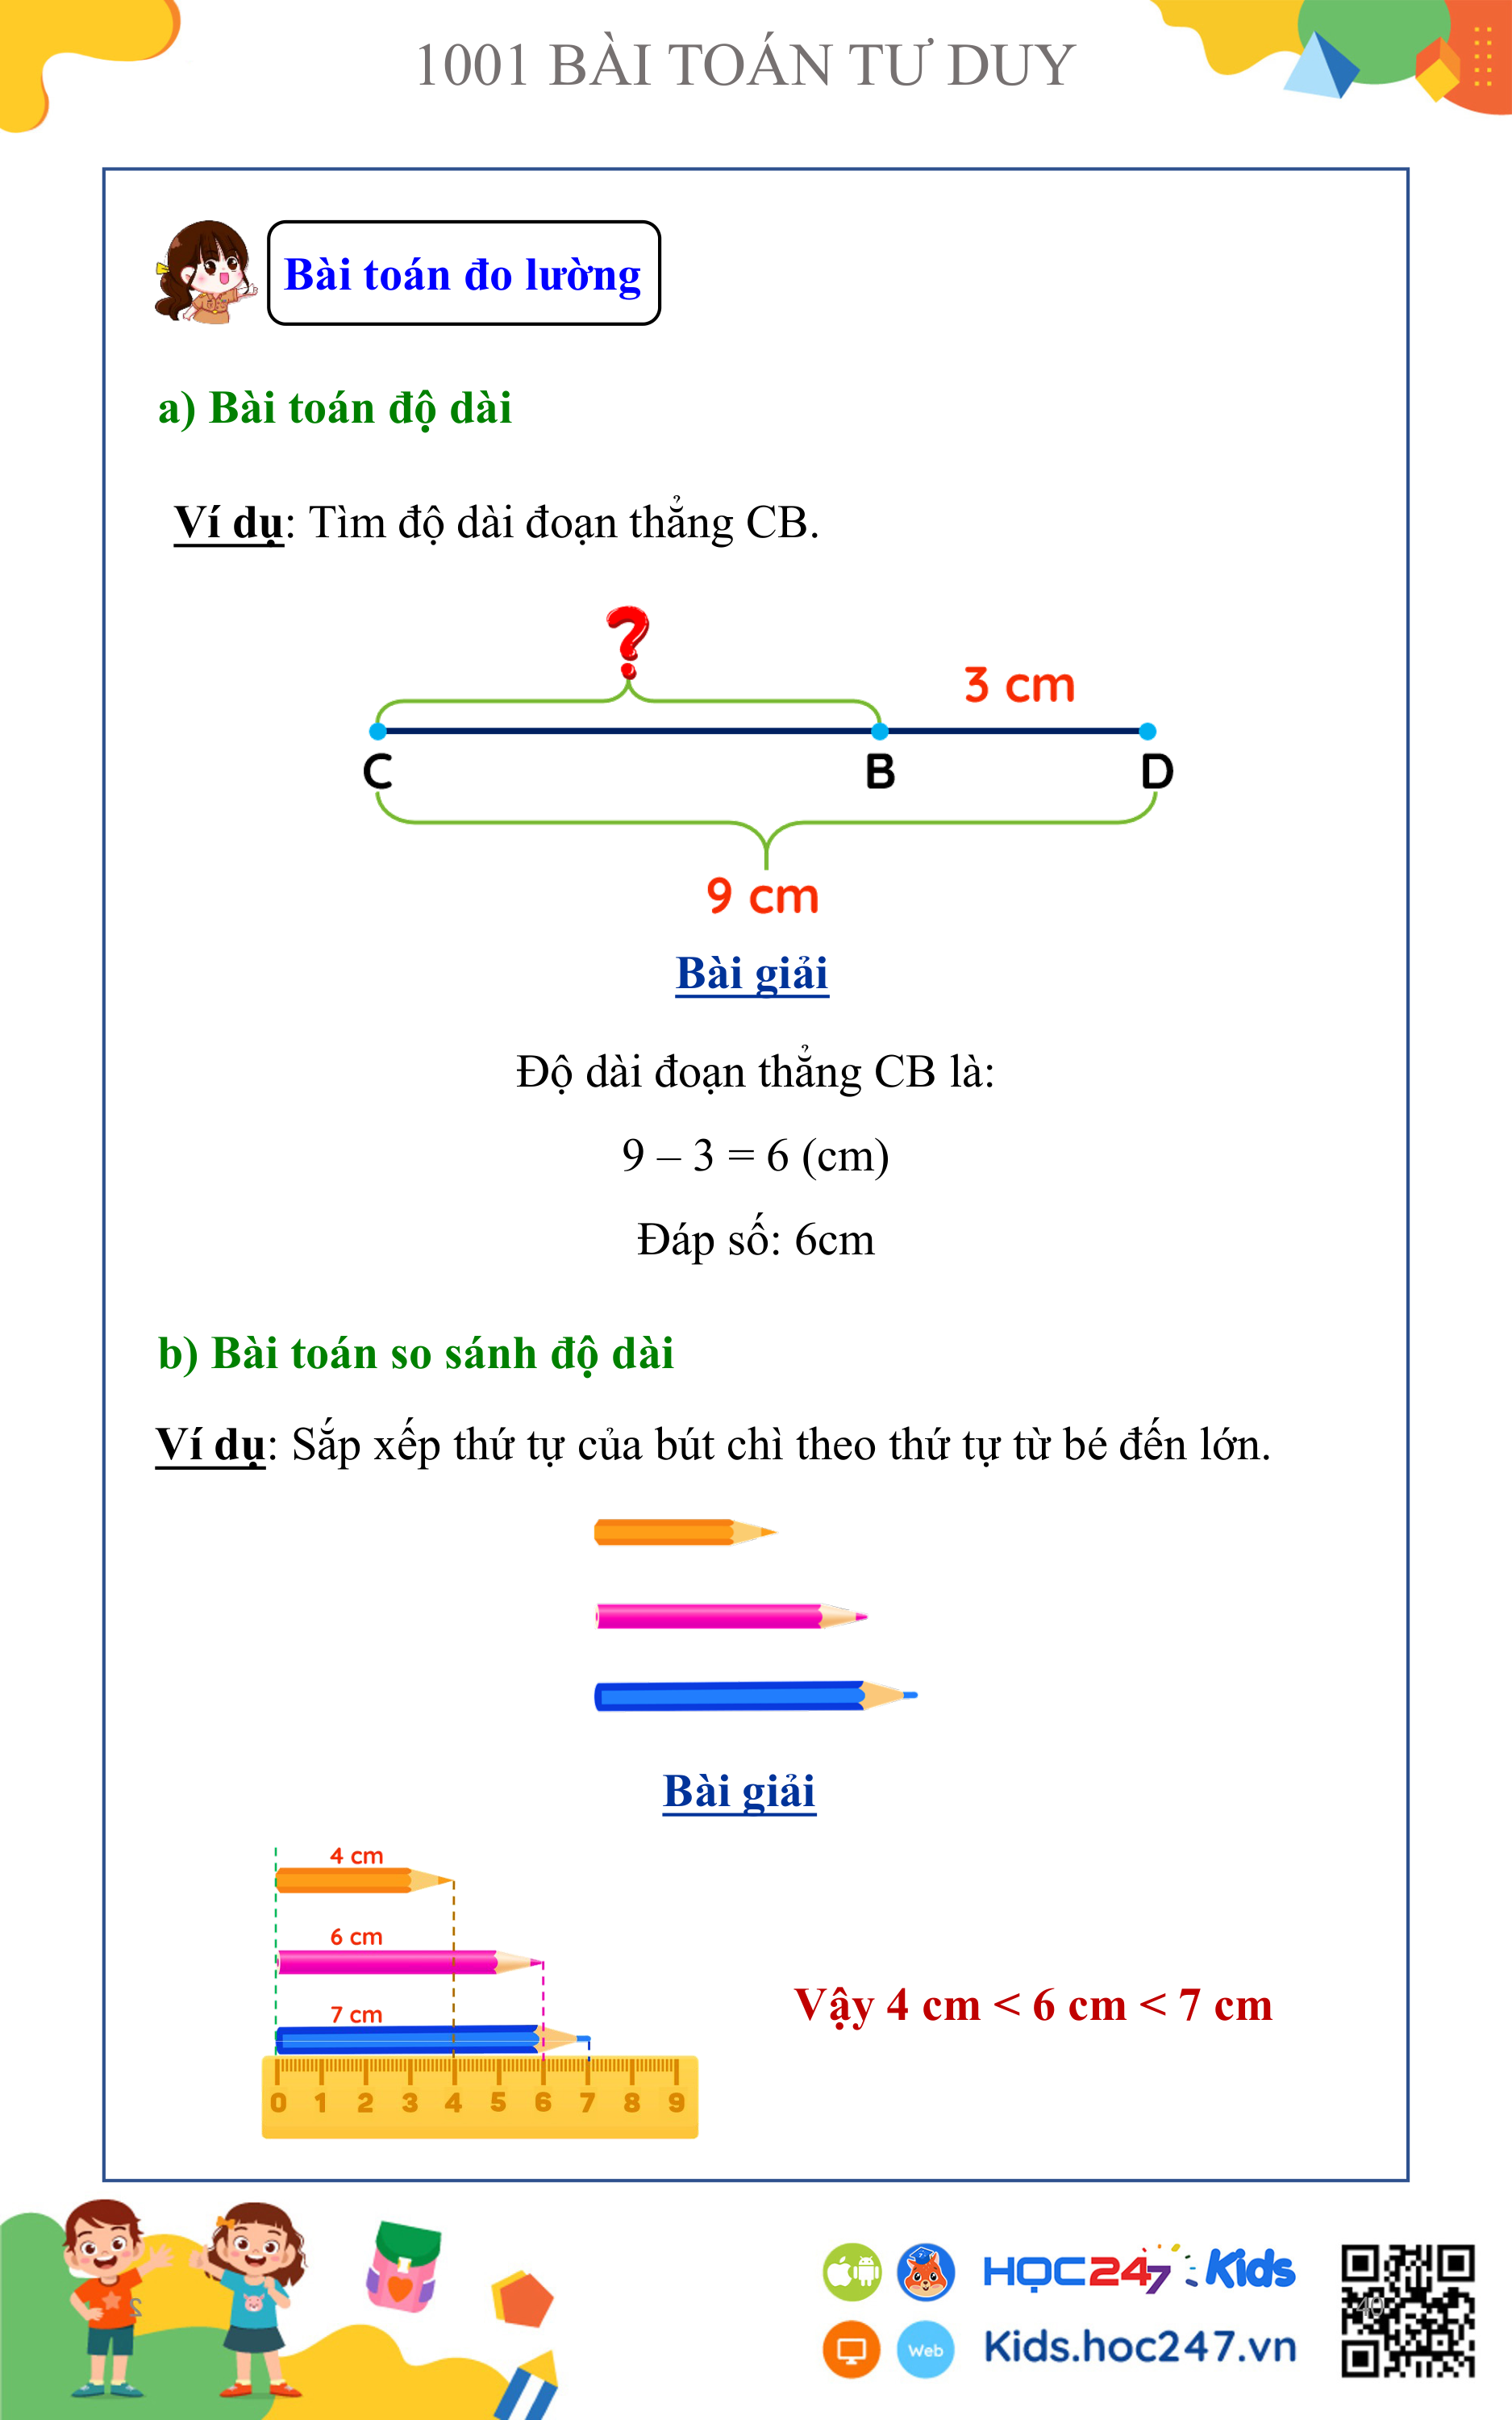 1001 BÀI TOÁN TƯ DUY
Bài toán đo lường
a) Bài toán độ dài
Ví dụ: Tìm độ dài đoạn thẳng CB.
?
3 cm
C B D
9 cm
Bài giải
Độ dài đoạn thẳng CB là:
9 – 3 = 6 (cm)
Đáp số: 6cm
b) Bài toán so sánh độ dài
Ví dụ: Sắp xếp thứ tự của bút chì theo thứ tự từ bé đến lớn.
Bài giải
4 cm
6 cm
7 cm
Vậy 4 cm < 6 cm < 7 cm
0 1 2 3 4 5 6 7 8 9
2
HỌC247 Kids
40
Web
Kids.hoc247.vn